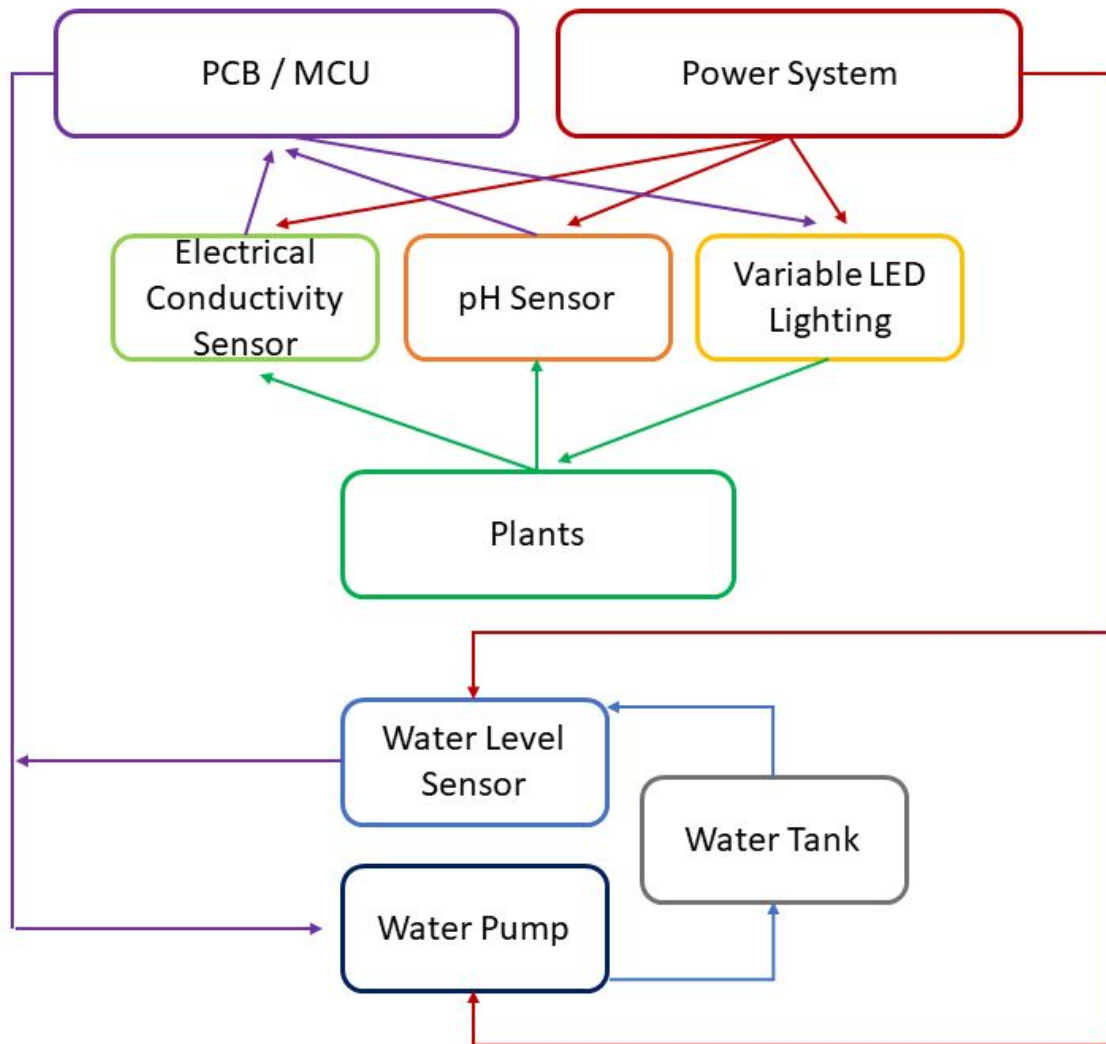 PCB / MCU
Power System
Electrical
Conductivity
Sensor
pH Sensor
Variable LED
Lighting
Plants
Water Level
Sensor
Water Tank
Water Pump